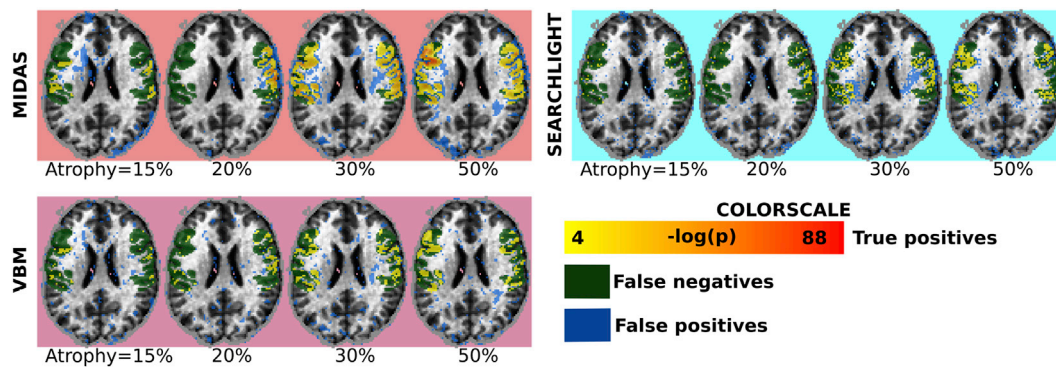 MIDAS
Atrophy=15% 20% 30% 50%
SEARCHLIGHT
Atrophy=15% 20% 30% 50%
VBM
Atrophy=15% 20% 30% 50%
COLORSCALE
4 -log(p) 88 True positives
False negatives
False positives